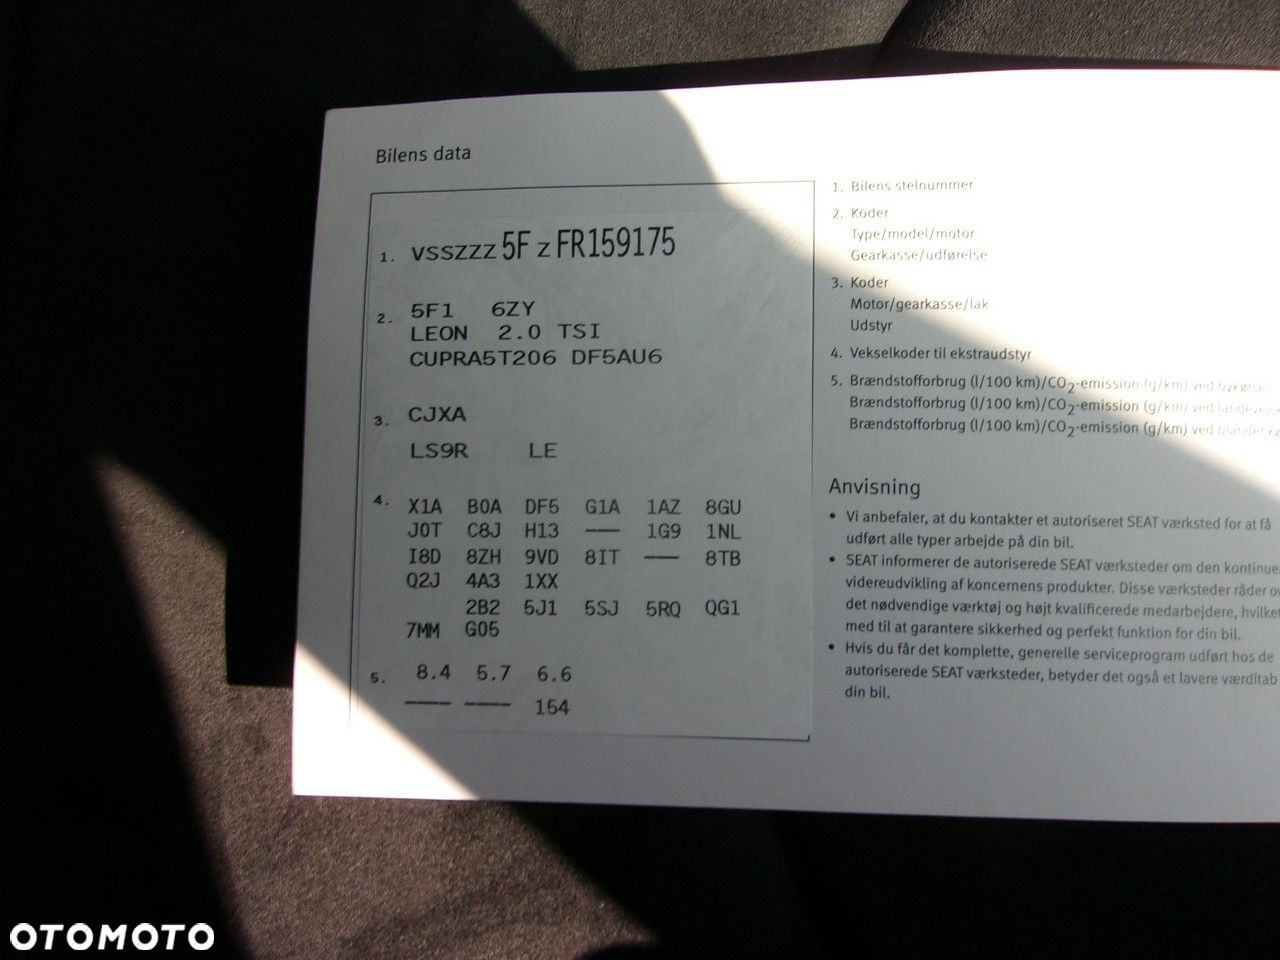 Bilens data
1. VSSZZZ 5F Z FR159175
2. 5F1 6ZY
LEON 2.0 TSI
CUPRA5T206 DF5AU6
3. CJXA
LS9R LE
4. X1A B0A DF5 G1A 1AZ 8GU
J0T C8J H13 --- 1G9 1NL
I8D 8ZH 9VD 8IT --- 8TB
Q2J 4A3 1XX
2B2 5J1 5SJ 5RQ QG1
7MM G05
5. 8.4 5.7 6.6
---- ---- 154
1. Bilens stelnummer
2. Koder
Type/model/motor
Gearkasse/udførelse
3. Koder
Motor/gearkasse/lak
Udstyr
4. Vekselkoder til ekstraudstyr
5. Brændstofforbrug (l/100 km)/CO2-emission (g/km) ved
Brændstofforbrug (l/100 km)/CO2-emission (g/km) ved
Brændstofforbrug (l/100 km)/CO2-emission (g/km) ved
Anvisning
• Vi anbefaler, at du kontakter et autoriseret SEAT værksted for at få
udført alle typer arbejde på din bil.
• SEAT informerer de autoriserede SEAT værksteder om den
videreudvikling af koncernens produkter. Disse værksteder råder
det nødvendige værktøj og højt kvalificerede medarbejdere,
med til at garantere sikkerhed og perfekt funktion for din bil.
• Hvis du får det komplette, generelle serviceprogram udført hos de
autoriserede SEAT værksteder, betyder det også et lavere
din bil.
OTOMOTO